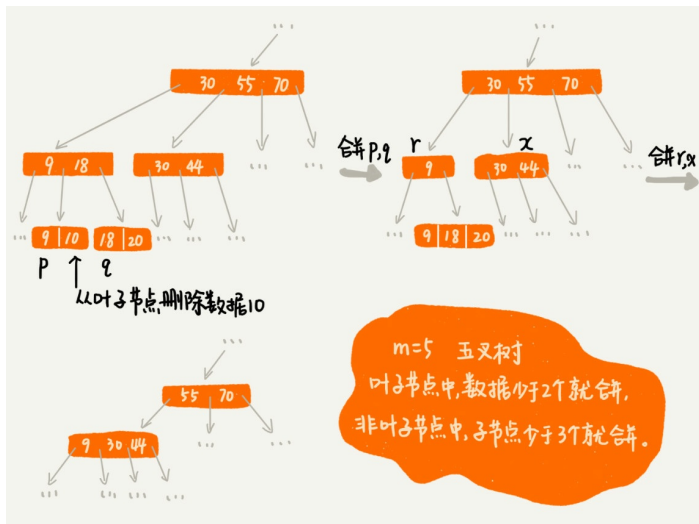 ...
30 55 70
9 18
30 44
... ...
... 9 | 10 18 | 20 ... ... ...
p q
从叶子节点删除数据10
合并p,q
...
30 55 70
r x
9
30 44
... ...
... 9 | 18 | 20 ... ... ...
合并r,x
...
55 70
9 30 44
... ...
... ... ... ...
m=5 五叉树
叶子节点中,数据少于2个就合并,
非叶子节点中,子节点少于3个就合并。